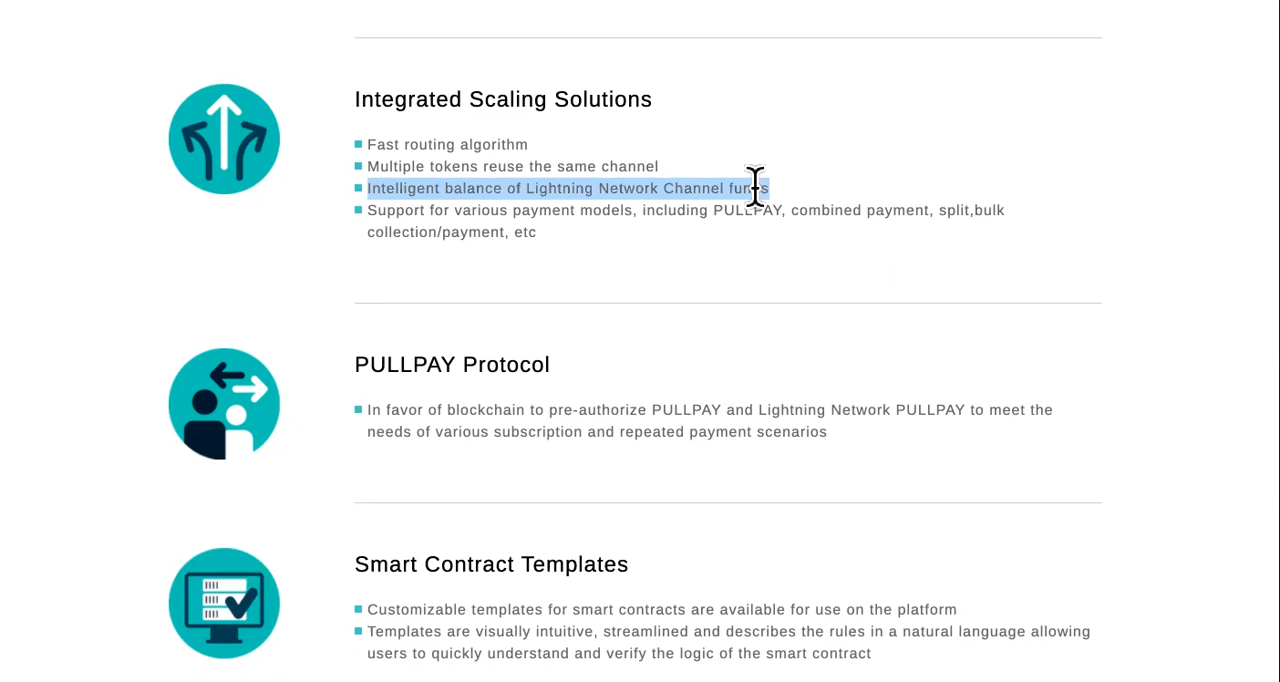 Integrated Scaling Solutions
Fast routing algorithm
Multiple tokens reuse the same channel
Intelligent balance of Lightning Network Channel funds
Support for various payment models, including PULLPAY, combined payment, split,bulk
collection/payment, etc
PULLPAY Protocol
In favor of blockchain to pre-authorize PULLPAY and Lightning Network PULLPAY to meet the
needs of various subscription and repeated payment scenarios
Smart Contract Templates
Customizable templates for smart contracts are available for use on the platform
Templates are visually intuitive, streamlined and describes the rules in a natural language allowing
users to quickly understand and verify the logic of the smart contract